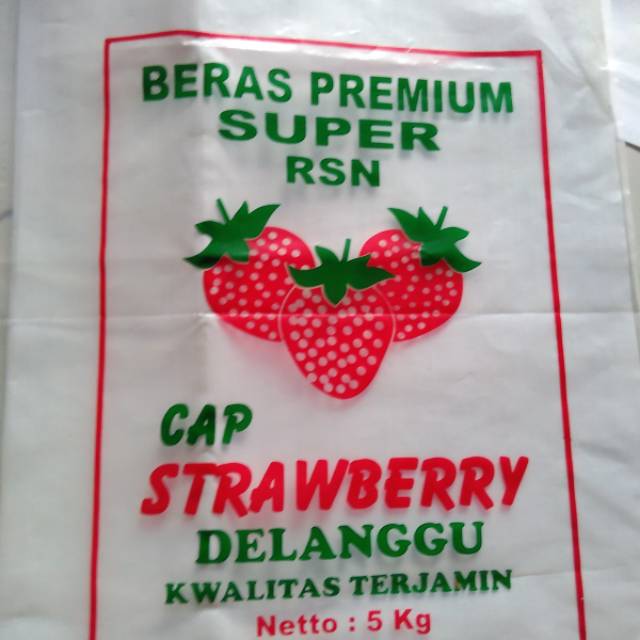 BERAS PREMIUM
SUPER
RSN
CAP
STRAWBERRY
DELANGGU
KWALITAS TERJAMIN
Netto : 5 Kg